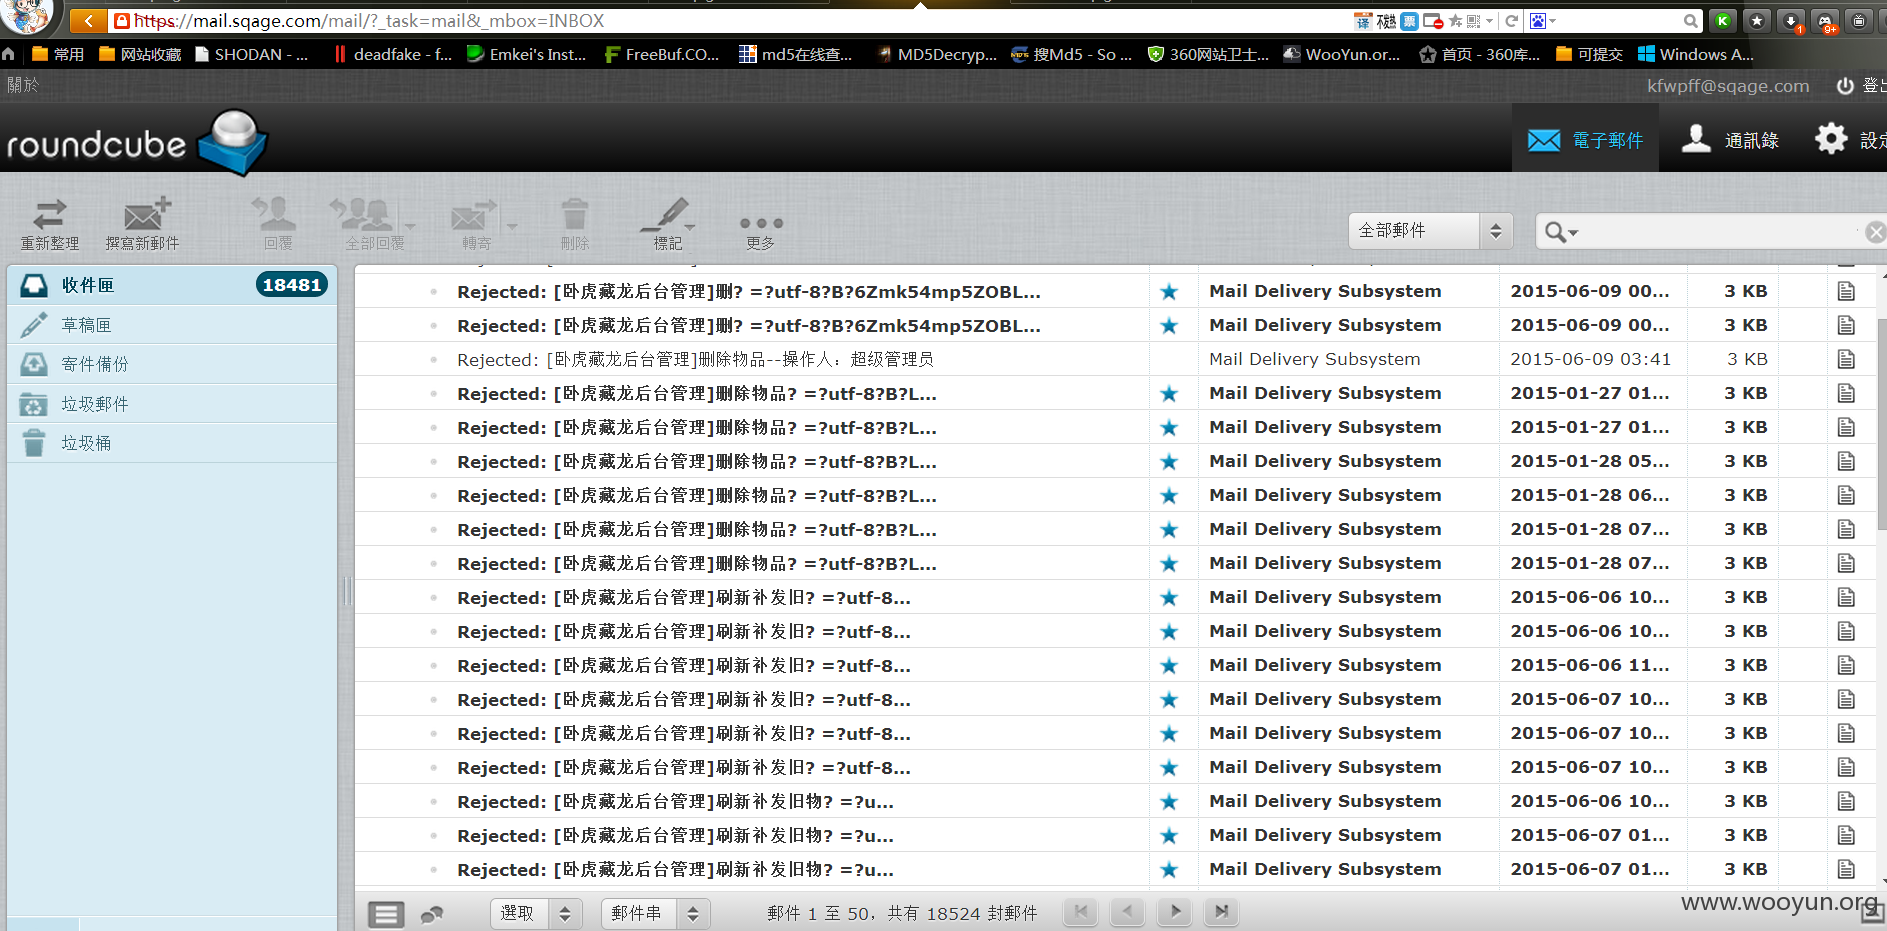 https://mail.sqage.com/mail/?_task=mail&_mbox=INBOX
常用 网站收藏 SHODAN - ... deadfake - f... Emkei's Inst... FreeBuf.CO... md5在线查... MD5Decryp... 搜Md5 - So ... 360网站卫士... WooYun.or... 首页 - 360库... 可提交 Windows A...
關於 kfwpff@sqage.com 登出
roundcube 電子郵件 通訊錄 設定
重新整理 撰寫新郵件 回覆 全部回覆 轉寄 刪除 標記 更多 全部郵件
收件匣 18481
草稿匣
寄件備份
垃圾郵件
垃圾桶
Rejected: [卧虎藏龙后台管理]删? =?utf-8?B?6Zmk54mp5ZOBL... Mail Delivery Subsystem 2015-06-09 00... 3 KB
Rejected: [卧虎藏龙后台管理]删? =?utf-8?B?6Zmk54mp5ZOBL... Mail Delivery Subsystem 2015-06-09 00... 3 KB
Rejected: [卧虎藏龙后台管理]删除物品--操作人：超级管理员 Mail Delivery Subsystem 2015-06-09 03:41 3 KB
Rejected: [卧虎藏龙后台管理]删除物品? =?utf-8?B?L... Mail Delivery Subsystem 2015-01-27 01... 3 KB
Rejected: [卧虎藏龙后台管理]删除物品? =?utf-8?B?L... Mail Delivery Subsystem 2015-01-27 01... 3 KB
Rejected: [卧虎藏龙后台管理]删除物品? =?utf-8?B?L... Mail Delivery Subsystem 2015-01-28 05... 3 KB
Rejected: [卧虎藏龙后台管理]删除物品? =?utf-8?B?L... Mail Delivery Subsystem 2015-01-28 06... 3 KB
Rejected: [卧虎藏龙后台管理]删除物品? =?utf-8?B?L... Mail Delivery Subsystem 2015-01-28 07... 3 KB
Rejected: [卧虎藏龙后台管理]删除物品? =?utf-8?B?L... Mail Delivery Subsystem 2015-01-28 07... 3 KB
Rejected: [卧虎藏龙后台管理]刷新补发旧? =?utf-8... Mail Delivery Subsystem 2015-06-06 10... 3 KB
Rejected: [卧虎藏龙后台管理]刷新补发旧? =?utf-8... Mail Delivery Subsystem 2015-06-06 10... 3 KB
Rejected: [卧虎藏龙后台管理]刷新补发旧? =?utf-8... Mail Delivery Subsystem 2015-06-06 11... 3 KB
Rejected: [卧虎藏龙后台管理]刷新补发旧? =?utf-8... Mail Delivery Subsystem 2015-06-07 10... 3 KB
Rejected: [卧虎藏龙后台管理]刷新补发旧? =?utf-8... Mail Delivery Subsystem 2015-06-07 10... 3 KB
Rejected: [卧虎藏龙后台管理]刷新补发旧? =?utf-8... Mail Delivery Subsystem 2015-06-07 10... 3 KB
Rejected: [卧虎藏龙后台管理]刷新补发旧物? =?u... Mail Delivery Subsystem 2015-06-06 10... 3 KB
Rejected: [卧虎藏龙后台管理]刷新补发旧物? =?u... Mail Delivery Subsystem 2015-06-07 01... 3 KB
Rejected: [卧虎藏龙后台管理]刷新补发旧物? =?u... Mail Delivery Subsystem 2015-06-07 01... 3 KB
選取 郵件串 郵件 1 至 50，共有 18524 封郵件
www.wooyun.org